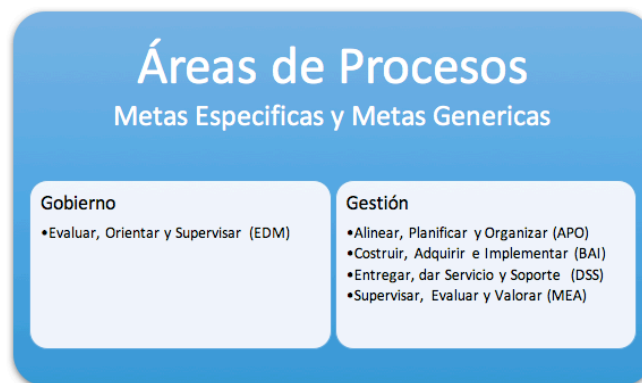 Áreas de Procesos
Metas Especificas y Metas Genericas
Gobierno
•Evaluar, Orientar y Supervisar (EDM)
Gestión
•Alinear, Planificar y Organizar (APO)
•Costruir, Adquirir e Implementar (BAI)
•Entregar, dar Servicio y Soporte (DSS)
•Supervisar, Evaluar y Valorar (MEA)